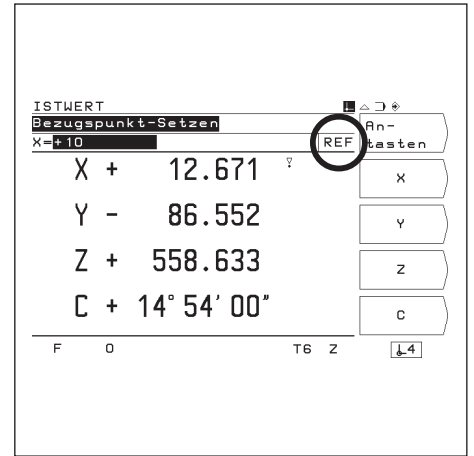 ISTWERT
Bezugspunkt-Setzen
X=+10 REF
An-
tasten
X + 12.671
Y - 86.552
Z + 558.633
C + 14° 54' 00"
X
Y
Z
C
F 0 T6 Z
4